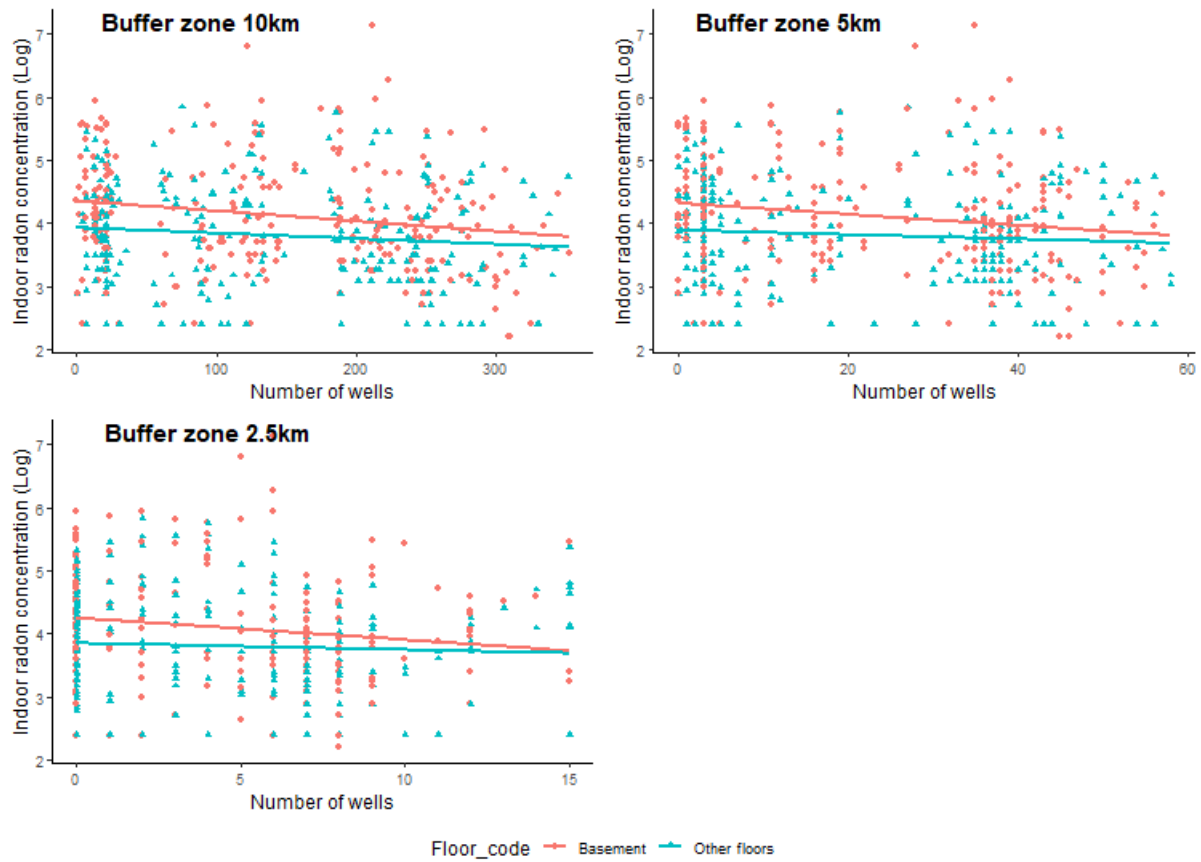 Buffer zone 10km
Indoor radon concentration (Log)
7
6
5
4
3
2
0 100 200 300
Number of wells
Buffer zone 5km
Indoor radon concentration (Log)
7
6
5
4
3
2
0 20 40 60
Number of wells
Buffer zone 2.5km
Indoor radon concentration (Log)
7
6
5
4
3
2
0 5 10 15
Number of wells
Floor_code Basement Other floors